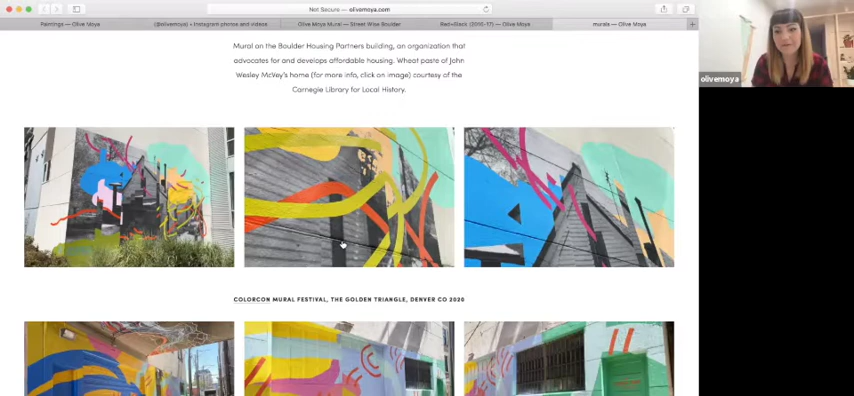 Not Secure — olivemoya.com
Paintings — Olive Moya
(@olivemoya) • Instagram photos and videos
Olive Moya Mural — Street Wise Boulder
Red+Back (2016-17) — Olive Moya
murals — Olive Moya
olivemoya
Mural on the Boulder Housing Partners building, an organization that
advocates for and develops affordable housing. Wheat paste of John
Wesley McVey's home (for more info, click on image) courtesy of the
Carnegie Library for Local History.
COLORCON MURAL FESTIVAL, THE GOLDEN TRIANGLE, DENVER CO 2020